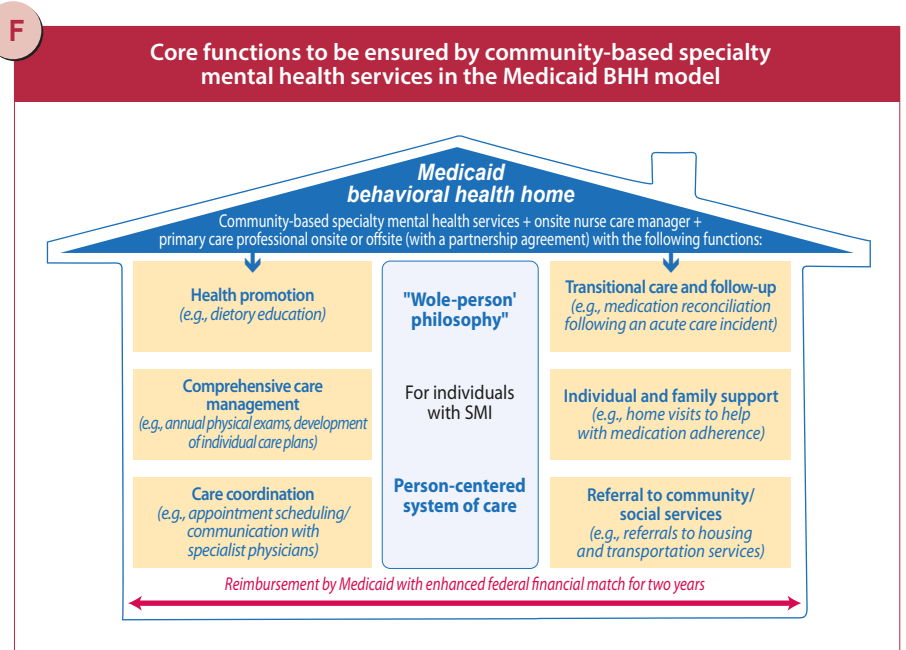 F
Core functions to be ensured by community-based specialty
mental health services in the Medicaid BHH model
Medicaid
behavioral health home
Community-based specialty mental health services + onsite nurse care manager +
primary care professional onsite or offsite (with a partnership agreement) with the following functions:
Health promotion
(e.g., dietary education)
Comprehensive care
management
(e.g., annual physical exams, development
of individual care plans)
Care coordination
(e.g., appointment scheduling/
communication with
specialist physicians)
"Wole-person'
philosophy"
For individuals
with SMI
Person-centered
system of care
Transitional care and follow-up
(e.g., medication reconciliation
following an acute care incident)
Individual and family support
(e.g., home visits to help
with medication adherence)
Referral to community/
social services
(e.g., referrals to housing
and transportation services)
Reimbursement by Medicaid with enhanced federal financial match for two years